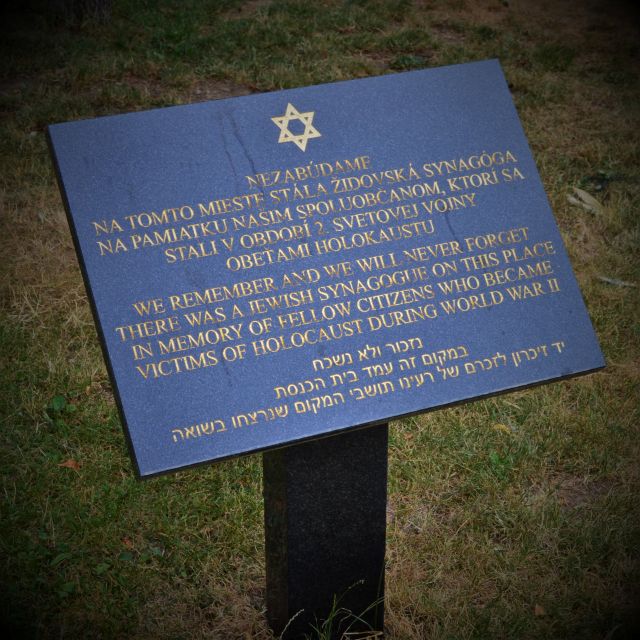 NEZABÚDAME
NA TOMTO MIESTE STÁLA ŽIDOVSKÁ SYNAGÓGA
NA PAMIATKU NAŠIM SPOLUOBČANOM, KTORÍ SA
STALI V OBDOBÍ 2. SVETOVEJ VOJNY
OBEŤAMI HOLOKAUSTU
WE REMEMBER AND WE WILL NEVER FORGET
THERE WAS A JEWISH SYNAGOGUE ON THIS PLACE
IN MEMORY OF FELLOW CITIZENS WHO BECAME
VICTIMS OF HOLOCAUST DURING WORLD WAR II
נזכור ולא נשכח
במקום זה עמד בית הכנסת
יד זיכרון לזכרם של רעינו תושבי המקום שנרצחו בשואה